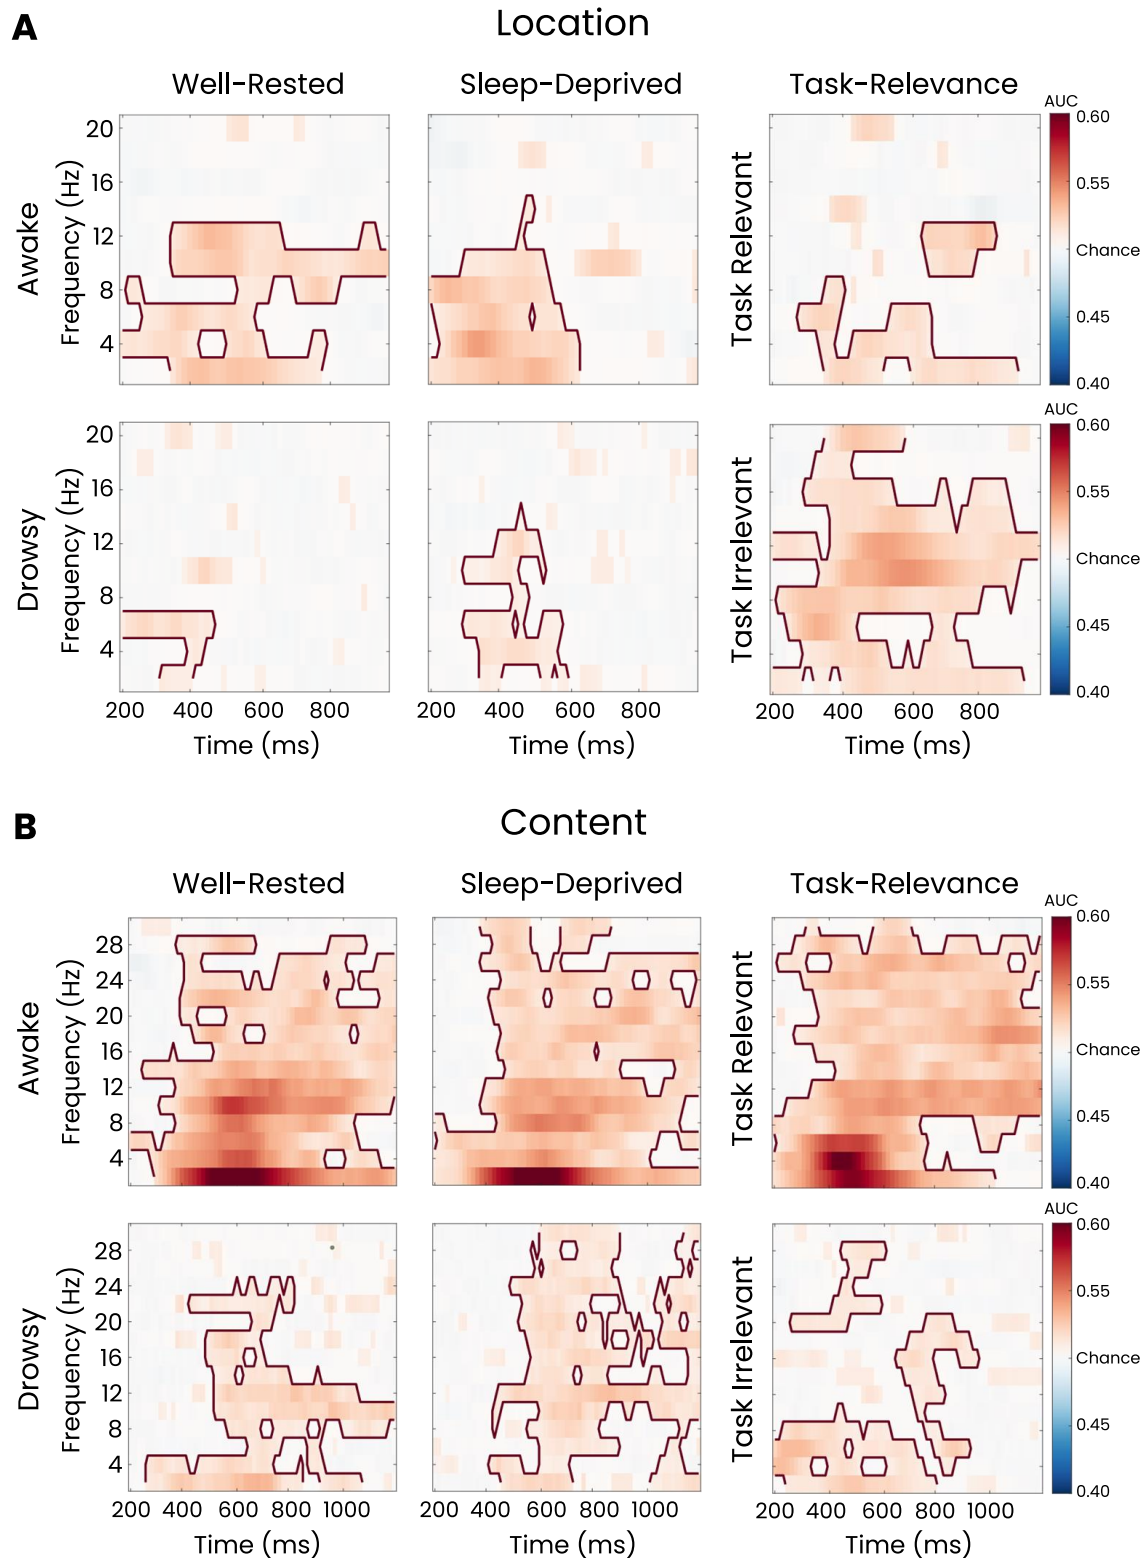 A
Location
Well-Rested
Sleep-Deprived
Task-Relevance
AUC
Awake
Frequency (Hz)
20
16
12
8
4
Task Relevant
0.60
0.55
Chance
0.45
0.40
Drowsy
Frequency (Hz)
20
16
12
8
4
Task Irrelevant
AUC
0.60
0.55
Chance
0.45
0.40
200 400 600 800
200 400 600 800
200 400 600 800
Time (ms)
Time (ms)
Time (ms)
B
Content
Well-Rested
Sleep-Deprived
Task-Relevance
AUC
Awake
Frequency (Hz)
28
24
20
16
12
8
4
Task Relevant
0.60
0.55
Chance
0.45
0.40
Drowsy
Frequency (Hz)
28
24
20
16
12
8
4
Task Irrelevant
AUC
0.60
0.55
Chance
0.45
0.40
200 400 600 800 1000
200 400 600 800 1000
200 400 600 800 1000
Time (ms)
Time (ms)
Time (ms)